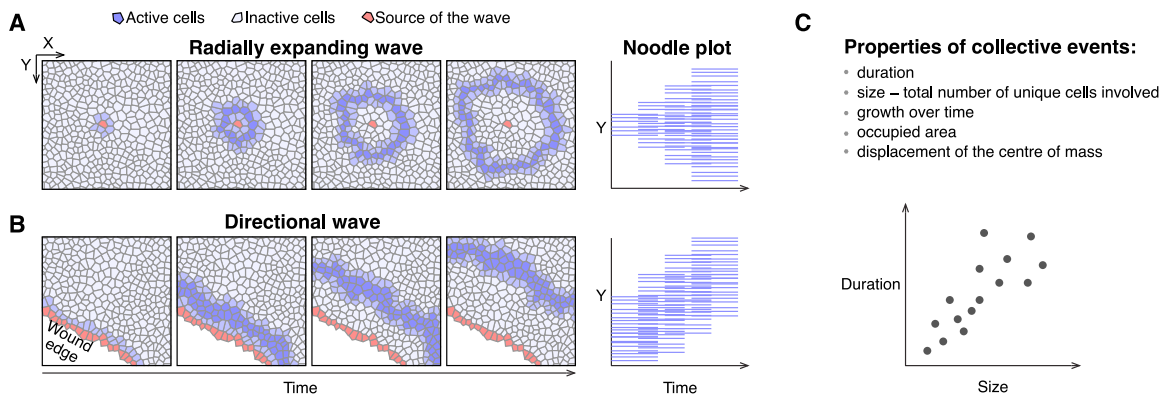 Active cells
Inactive cells
Source of the wave
A
X
Y
Radially expanding wave
Noodle plot
Y
B
Directional wave
Wound
edge
Time
Y
Time
C
Properties of collective events:
duration
size – total number of unique cells involved
growth over time
occupied area
displacement of the centre of mass
Duration
Size